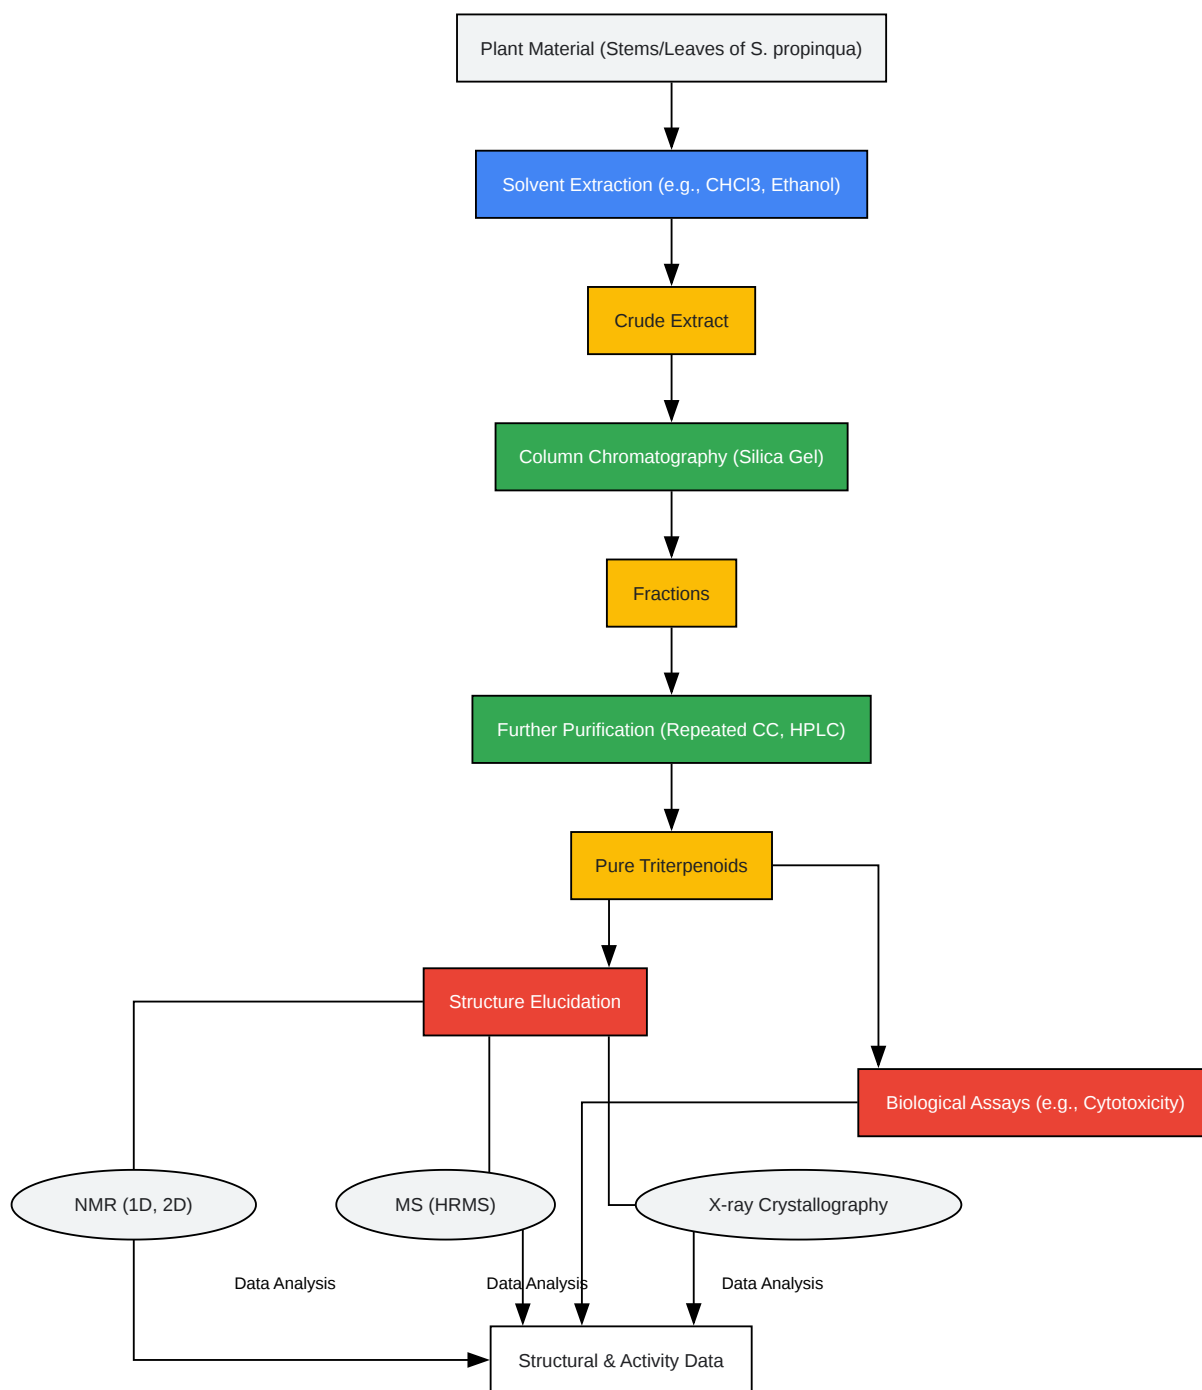 Plant Material (Stems/Leaves of S. propinqua)
Solvent Extraction (e.g., CHCl3, Ethanol)
Crude Extract
Column Chromatography (Silica Gel)
Fractions
Further Purification (Repeated CC, HPLC)
Pure Triterpenoids
Structure Elucidation
Biological Assays (e.g., Cytotoxicity)
NMR (1D, 2D)
MS (HRMS)
X-ray Crystallography
Data Analysis
Data Analysis
Data Analysis
Structural & Activity Data